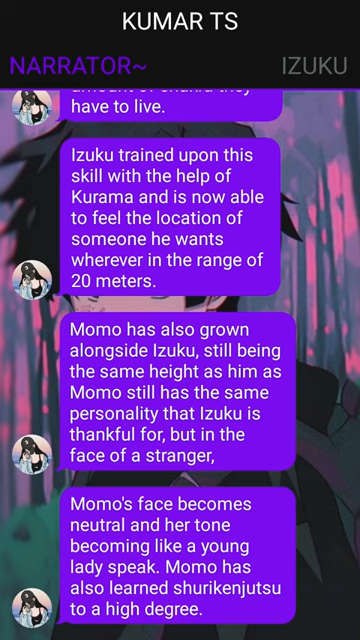 KUMAR TS
NARRATOR~
IZUKU
amount of chakra they
have to live.
Izuku trained upon this
skill with the help of
Kurama and is now able
to feel the location of
someone he wants
wherever in the range of
20 meters.
Momo has also grown
alongside Izuku, still being
the same height as him as
Momo still has the same
personality that Izuku is
thankful for, but in the
face of a stranger,
Momo's face becomes
neutral and her tone
becoming like a young
lady speak. Momo has
also learned shurikenjutsu
to a high degree.